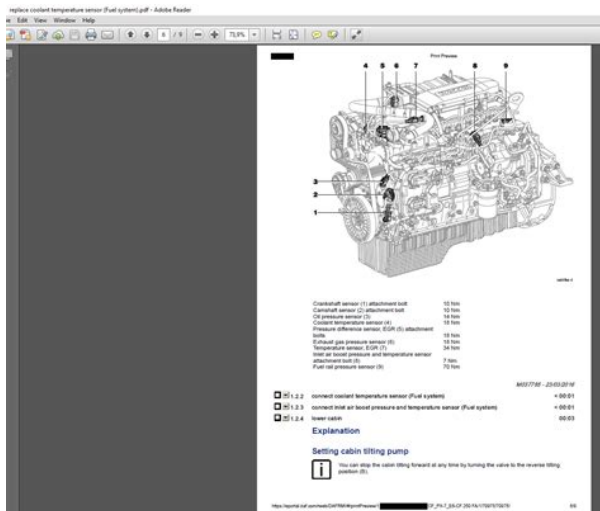 replace coolant temperature sensor (Fuel system).pdf - Adobe Reader
Edit View Window Help
6 / 9
73,9%
Print Preview
4 5 6 7 8 9
3
2
1
Crankshaft sensor (1) attachment bolt 10 Nm
Camshaft sensor (2) attachment bolt 10 Nm
Oil pressure sensor (3) 14 Nm
Coolant temperature sensor (4) 18 Nm
Pressure difference sensor, EGR (5) attachment
bolts
Exhaust gas pressure sensor (6) 18 Nm
Temperature sensor, EGR (7) 34 Nm
Inlet air boost pressure and temperature sensor
attachment bolt (8) 7 Nm
Fuel rail pressure sensor (9) 70 Nm
M037785 - 23/03/2016
1.2.2 connect coolant temperature sensor (Fuel system) < 00:01
1.2.3 connect inlet air boost pressure and temperature sensor (Fuel system) < 00:01
1.2.4 lower cabin 00:03
Explanation
Setting cabin tilting pump
i
You can stop the cabin tilting forward at any time by turning the valve to the reverse tilting
position (B).